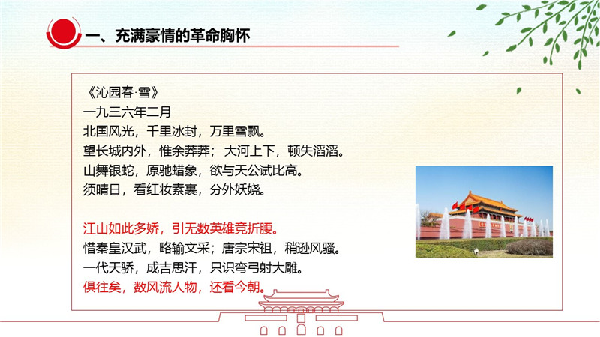 一、充满豪情的革命胸怀
《沁园春·雪》
一九三六年二月
北国风光，千里冰封，万里雪飘。
望长城内外，惟余莽莽；大河上下，顿失滔滔。
山舞银蛇，原驰蜡象，欲与天公试比高。
须晴日，看红妆素裹，分外妖娆。
江山如此多娇，引无数英雄竞折腰。
惜秦皇汉武，略输文采；唐宗宋祖，稍逊风骚。
一代天骄，成吉思汗，只识弯弓射大雕。
俱往矣，数风流人物，还看今朝。